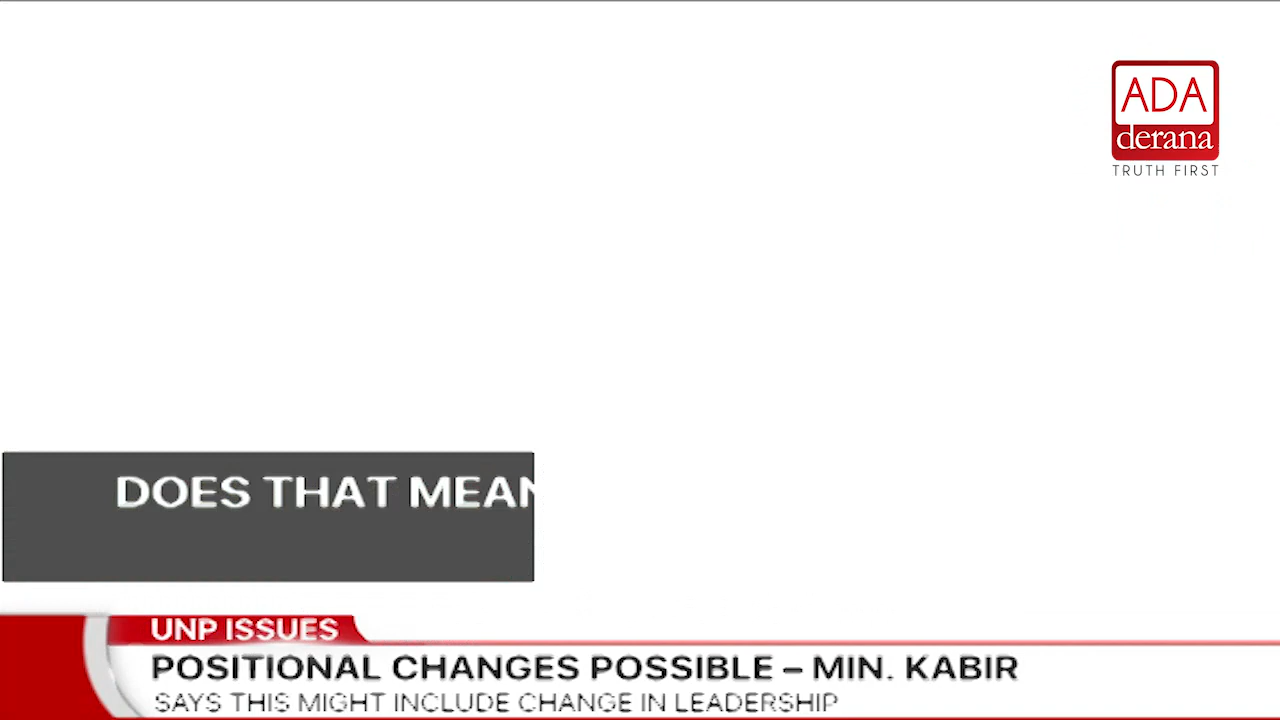 ADA
derana
TRUTH FIRST
DOES THAT MEAN
UNP ISSUES
POSITIONAL CHANGES POSSIBLE – MIN. KABIR
SAYS THIS MIGHT INCLUDE CHANGE IN LEADERSHIP